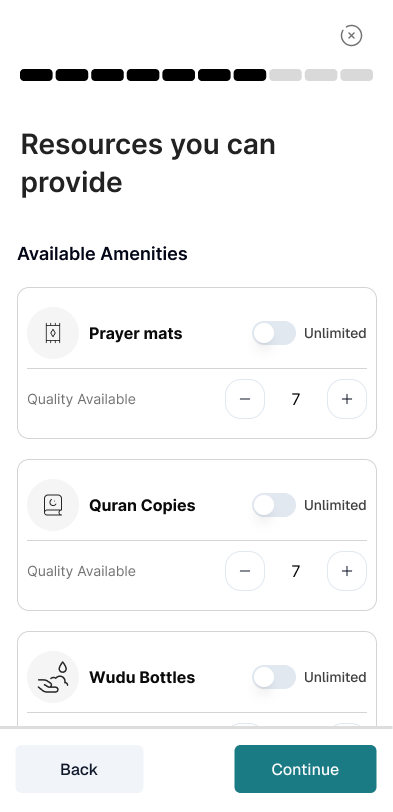 Resources you can
provide
Available Amenities
Prayer mats Unlimited
Quality Available − 7 +
Quran Copies Unlimited
Quality Available − 7 +
Wudu Bottles Unlimited
Back Continue